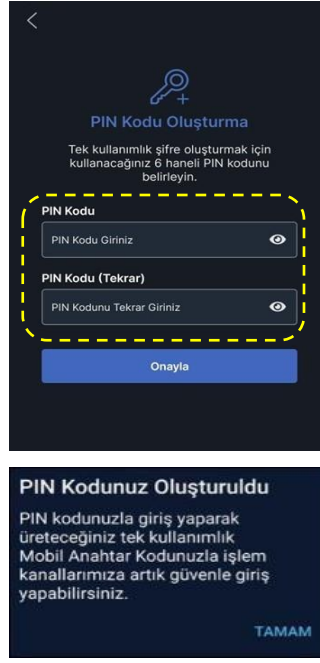 PIN Kodu Oluşturma
Tek kullanımlık şifre oluşturmak için
kullanacağınız 6 haneli PIN kodunu
belirleyin.
PIN Kodu
PIN Kodu Giriniz
PIN Kodu (Tekrar)
PIN Kodunu Tekrar Giriniz
Onayla
PIN Kodunuz Oluşturuldu
PIN kodunuzla giriş yaparak
üreteceğiniz tek kullanımlık
Mobil Anahtar Kodunuzla işlem
kanallarımıza artık güvenle giriş
yapabilirsiniz.
TAMAM